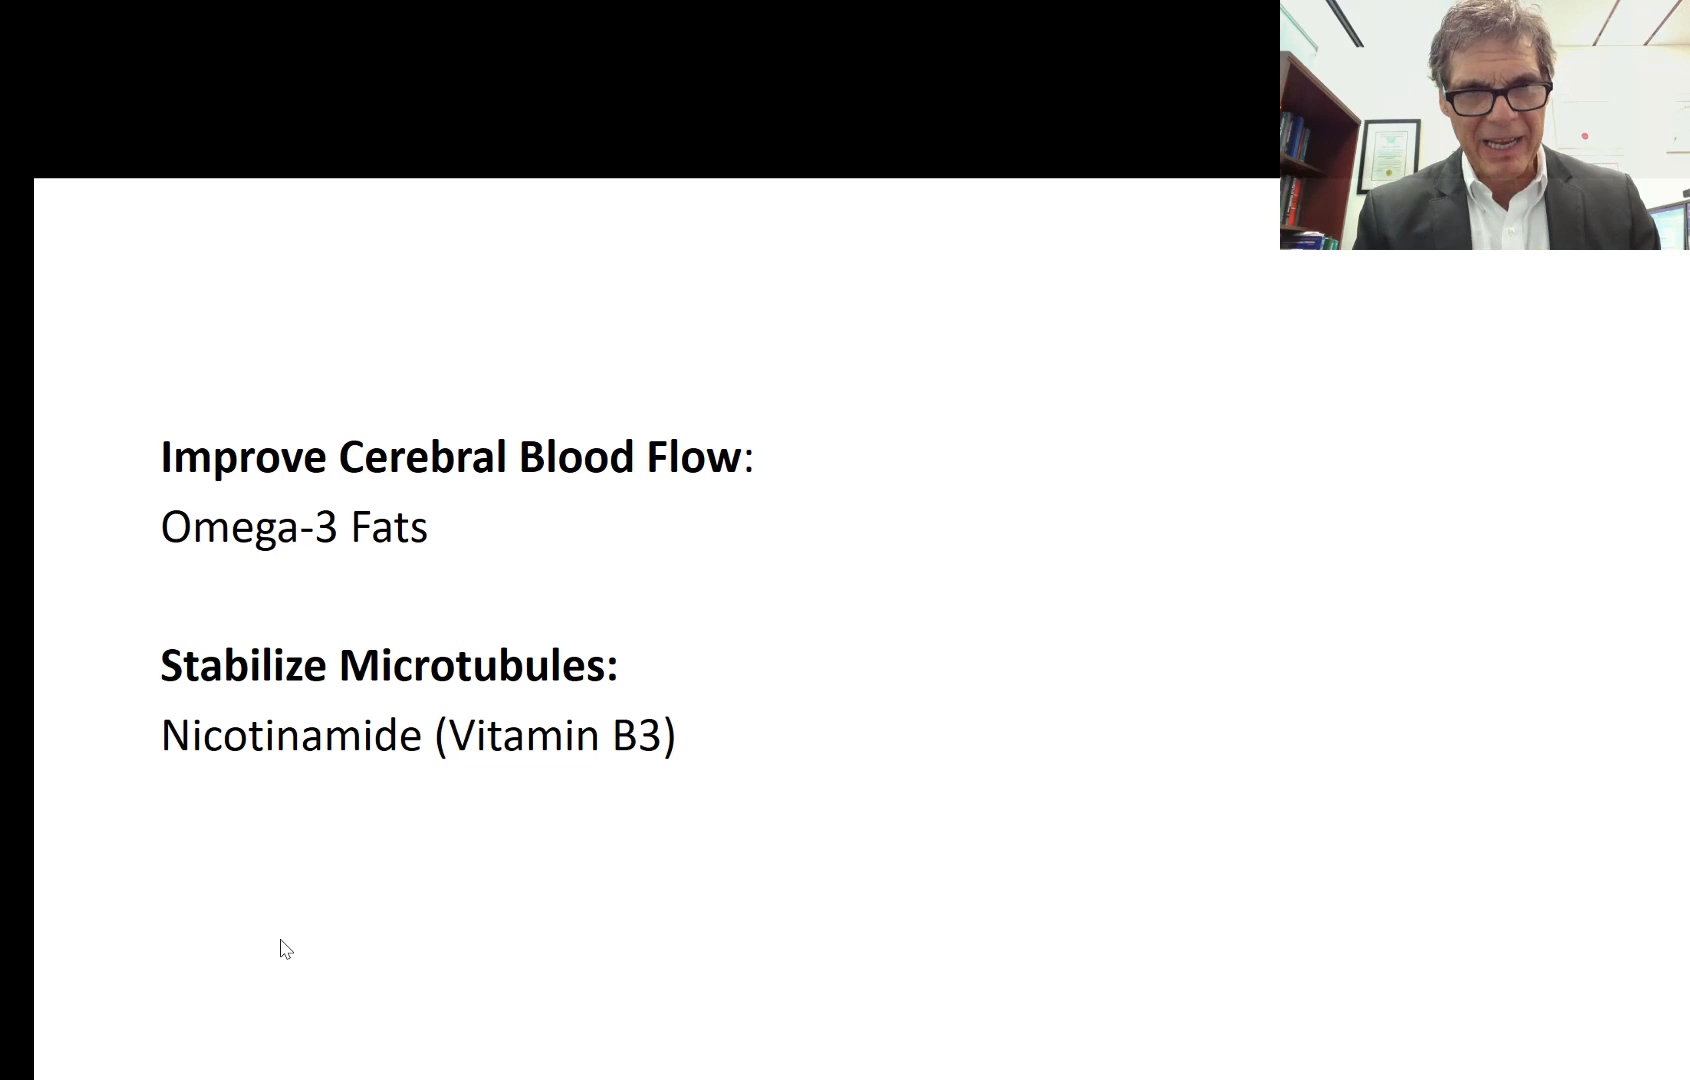 Improve Cerebral Blood Flow:
Omega-3 Fats
Stabilize Microtubules:
Nicotinamide (Vitamin B3)